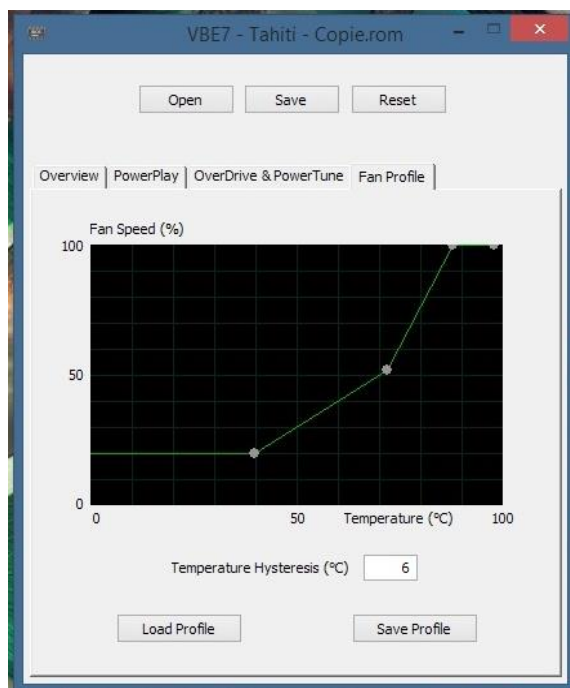 VBE7 - Tahiti - Copie.rom
Open Save Reset
Overview PowerPlay OverDrive & PowerTune Fan Profile
Fan Speed (%)
100
50
0
0 50 Temperature (°C) 100
Temperature Hysteresis (°C) 6
Load Profile Save Profile